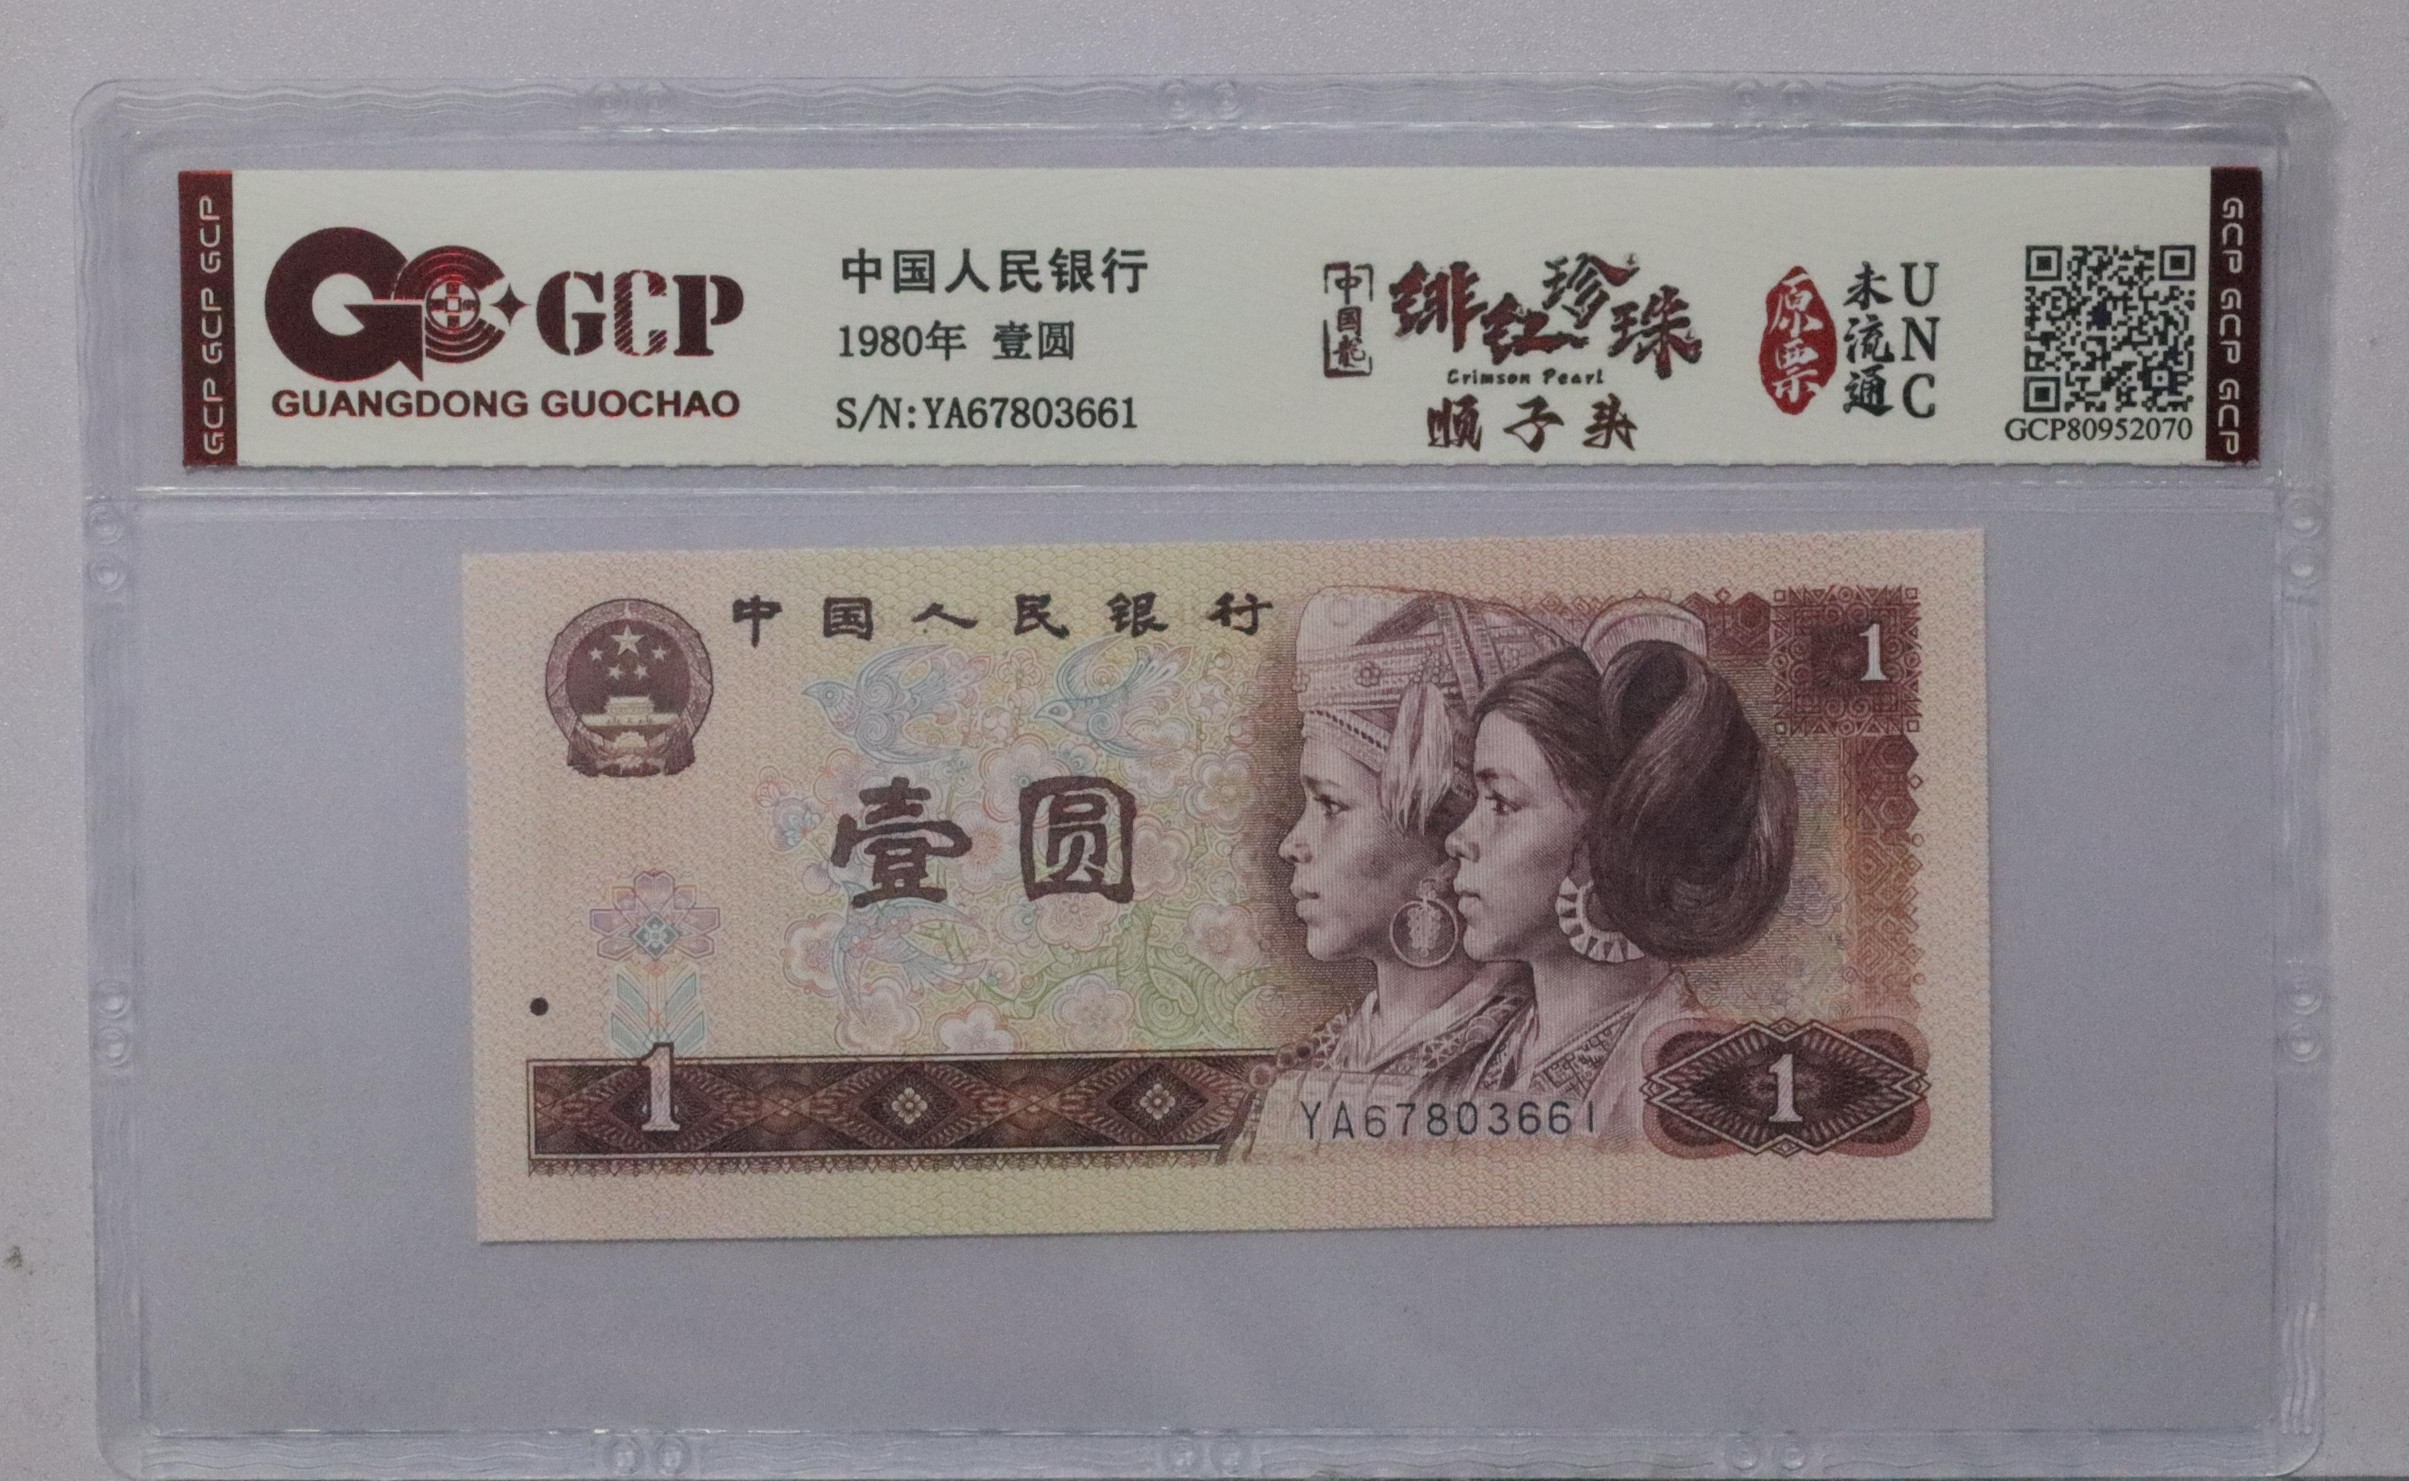 GCP GCP GCP
GCP
GUANGDONG GUOCHAO
中国人民银行
1980年 壹圆
S/N:YA67803661
中国龙
绯红珍珠
Crimson Pearl
顺子号
原票
未流通
UNC
GCP80952070
GCP GCP GCP
中国人民银行
1
壹圆
1
1
YA67803661